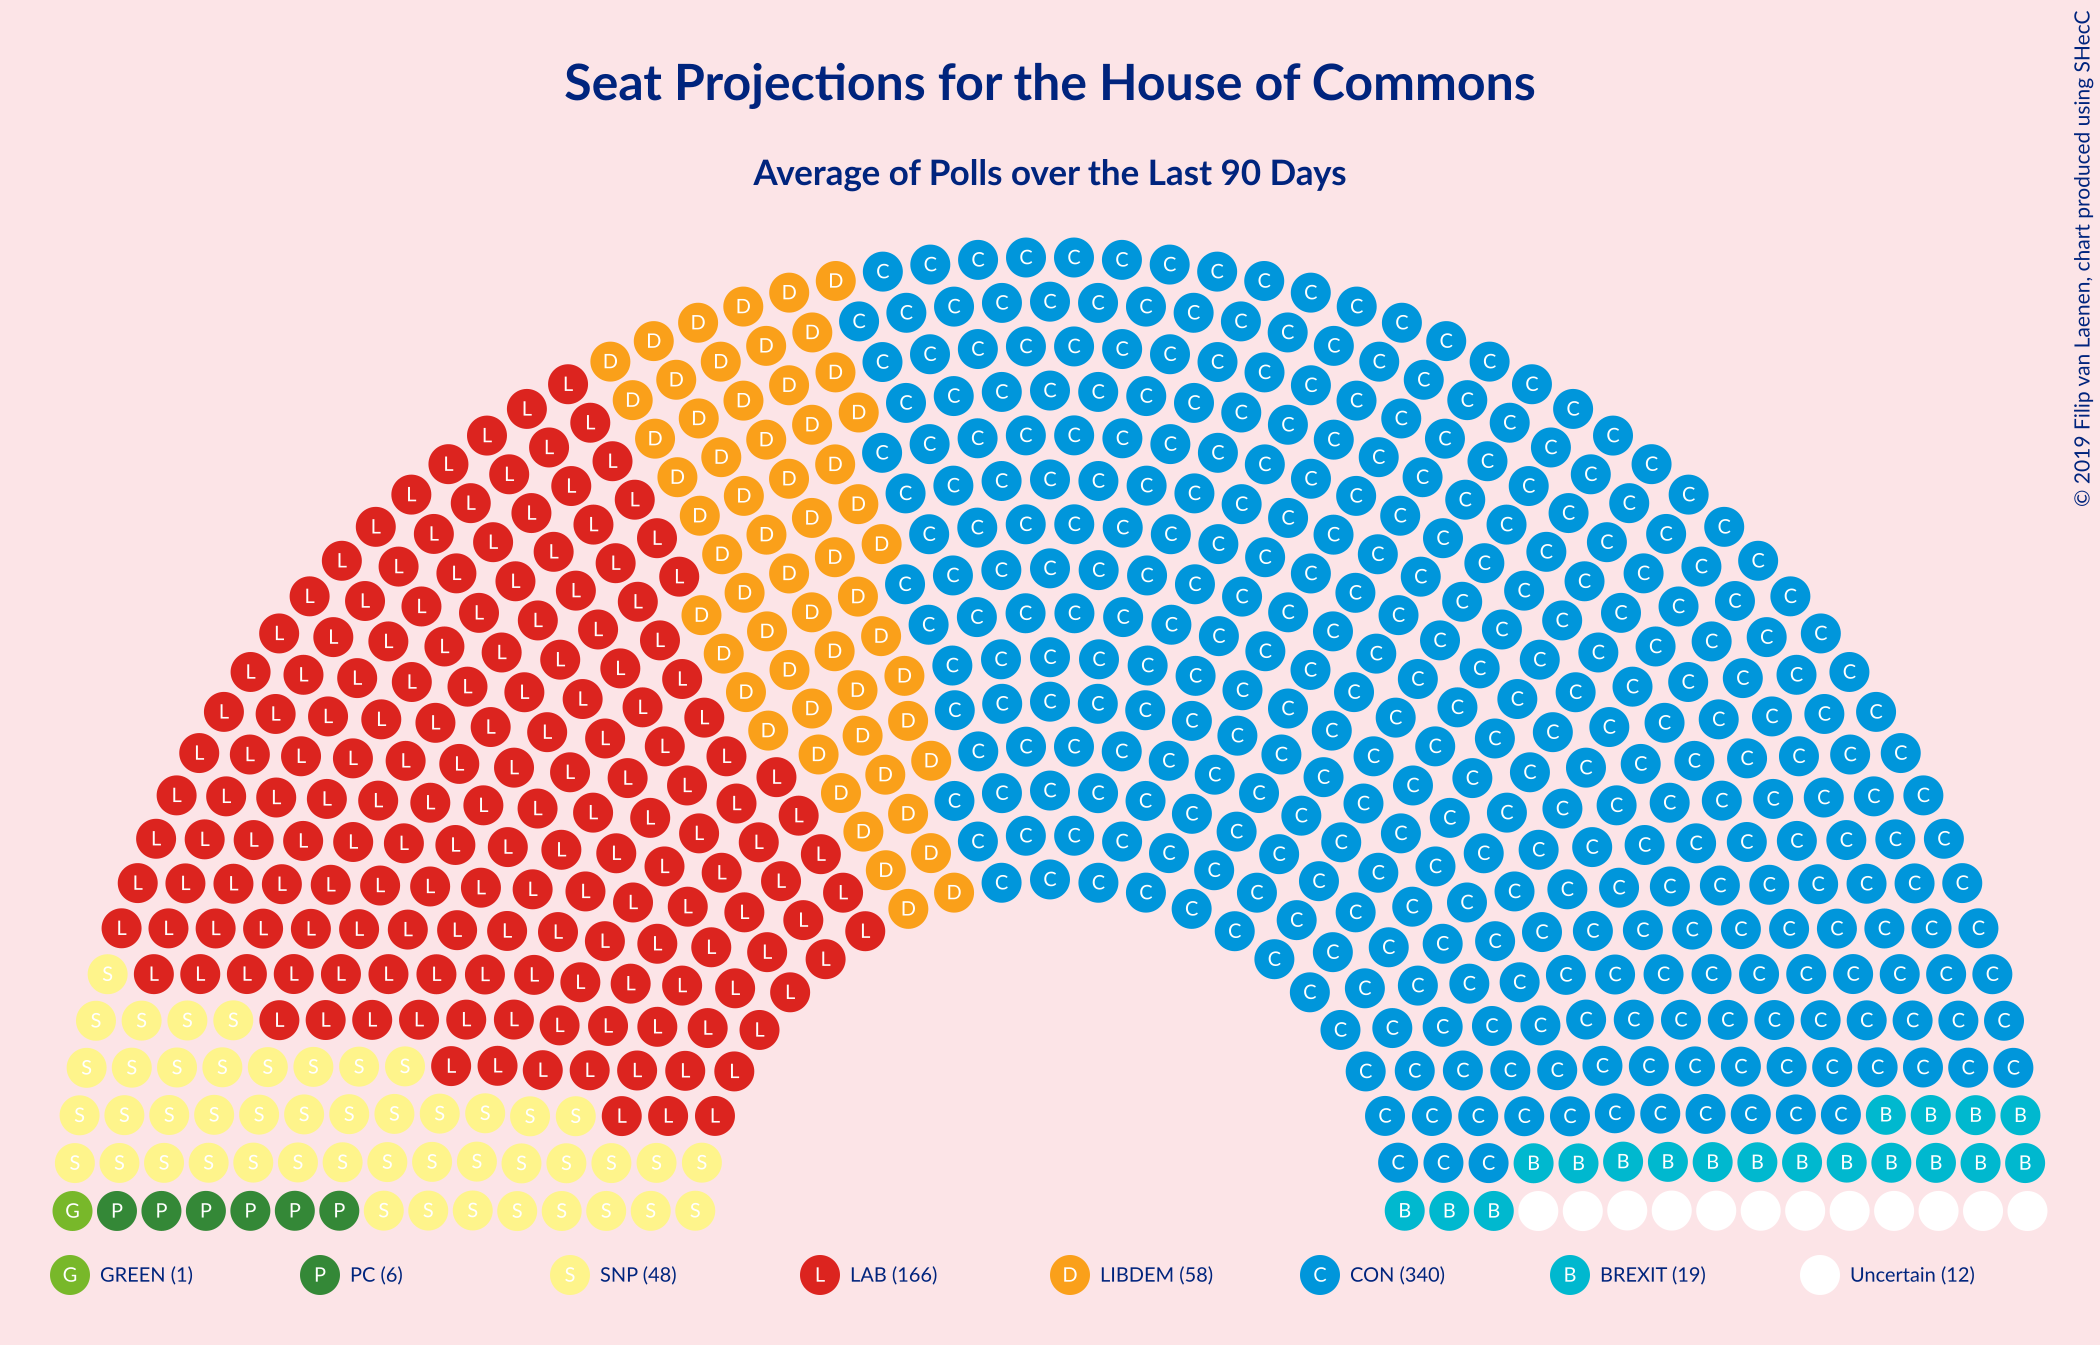 Seat Projections for the House of Commons
Average of Polls over the Last 90 Days
© 2019 Filip van Laenen, chart produced using SHecC
G GREEN (1) P PC (6) S SNP (48) L LAB (166) D LIBDEM (58) C CON (340) B BREXIT (19) Uncertain (12)